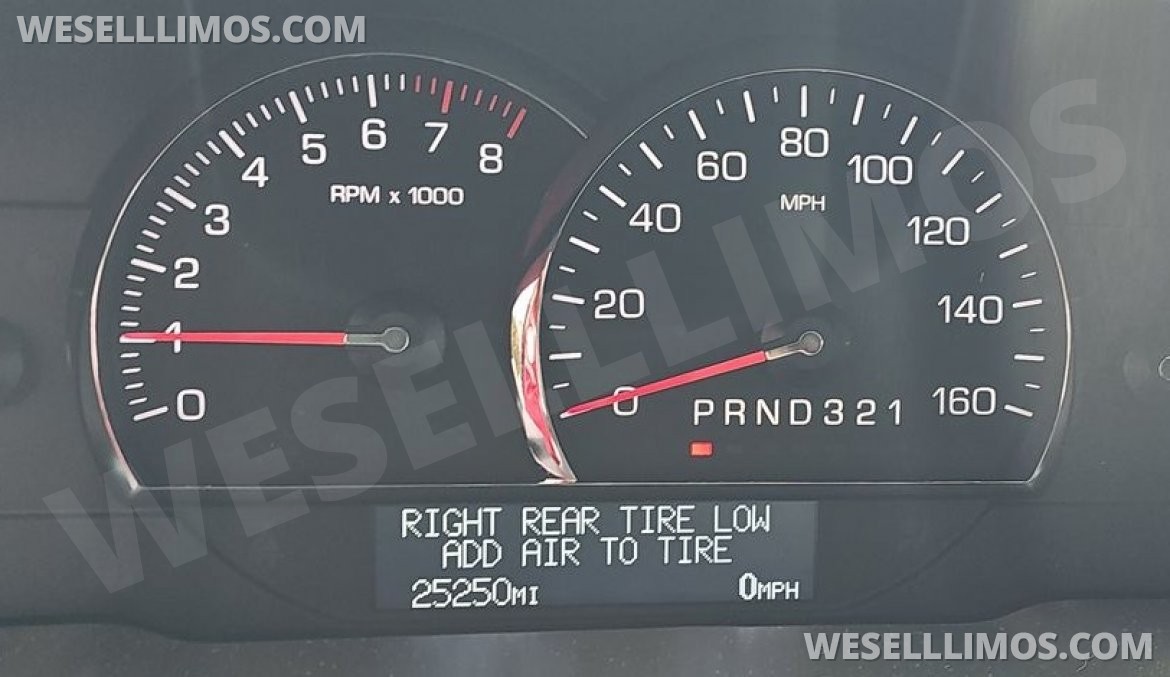 WESELLLIMOS.COM
0 1 2 3 4 5 6 7 8
RPM x 1000
0 20 40 60 80 100 120 140 160
MPH
WESELLLIMOS
PRND321
RIGHT REAR TIRE LOW
ADD AIR TO TIRE
25250MI 0MPH
WESELLLIMOS.COM